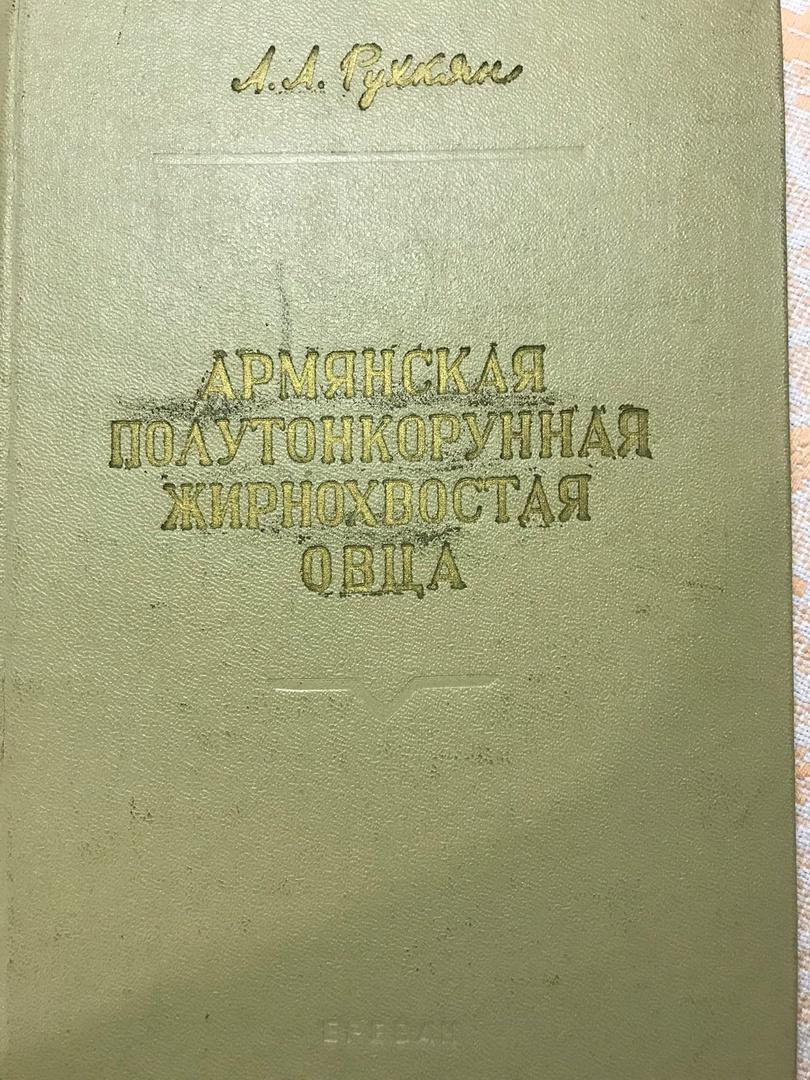 А. А. Рухкян
АРМЯНСКАЯ
ПОЛУТОНКОРУННАЯ
ЖИРНОХВОСТАЯ
ОВЦА
ЕРЕВАН